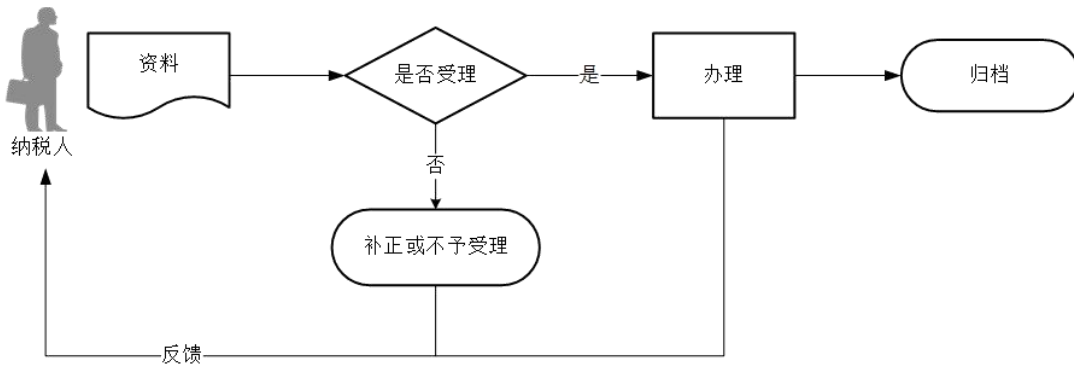 资料
是否受理
是
办理
归档
纳税人
否
补正或不予受理
反馈